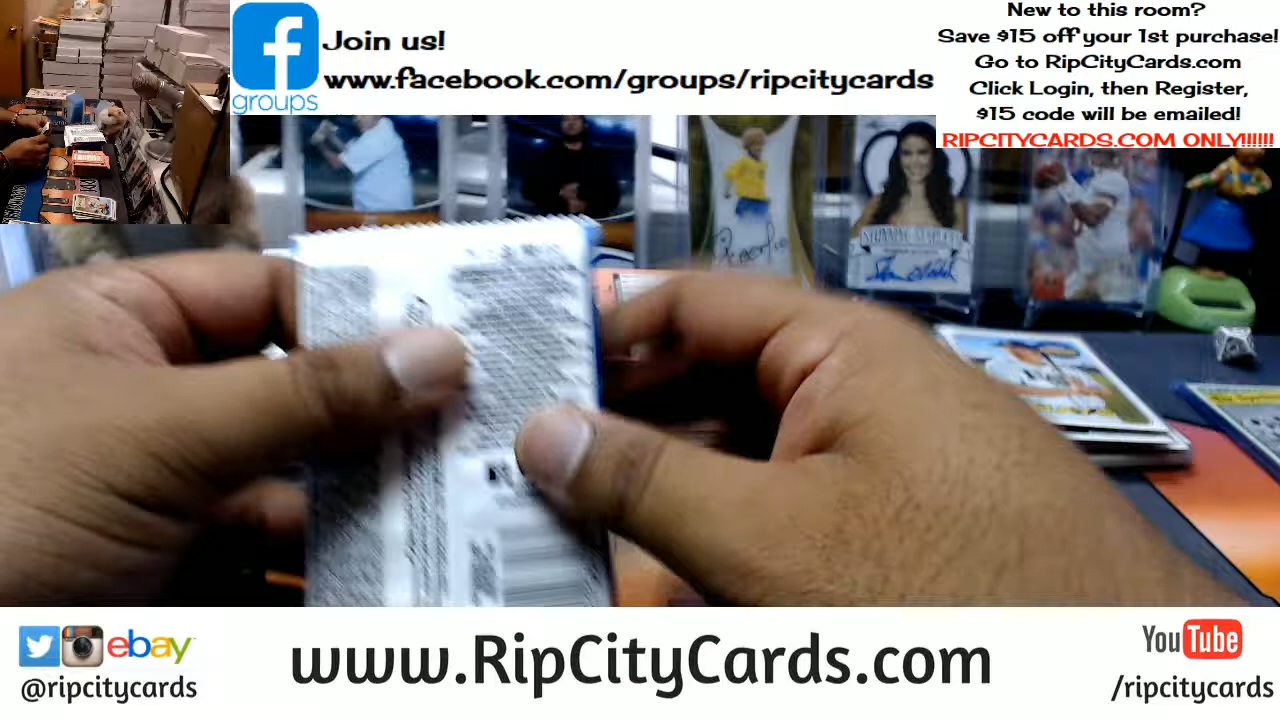 Join us!
www.facebook.com/groups/ripcitycards
groups
New to this room?
Save $15 off your 1st purchase!
Go to RipCityCards.com
Click Login, then Register,
$15 code will be emailed!
RIPCITYCARDS.COM ONLY!!!!!!
ebay
@ripcitycards
www.RipCityCards.com
YouTube
/ripcitycards